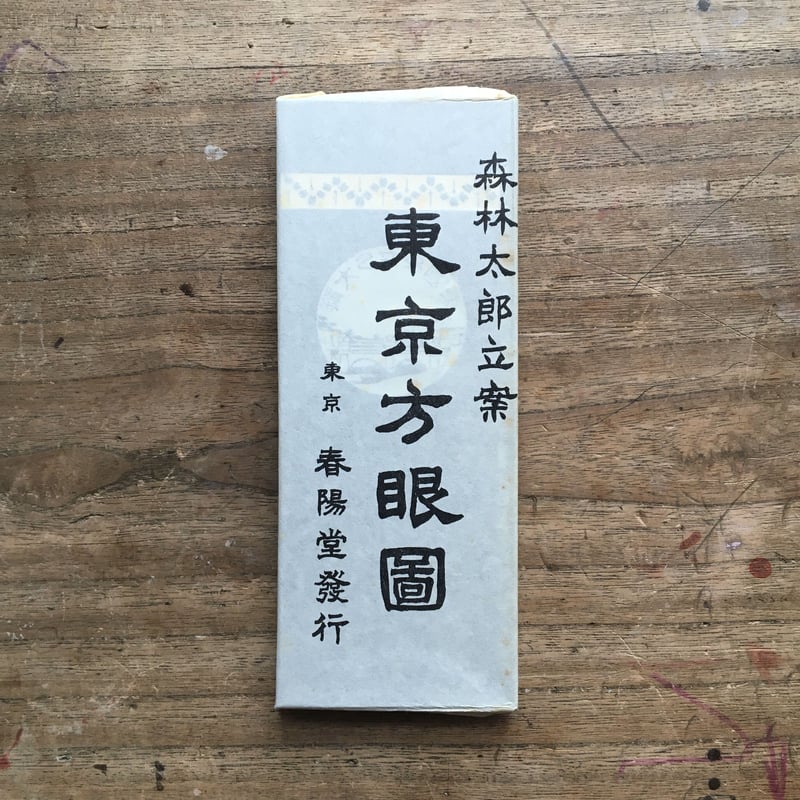 森林太郎立案
東京方眼圖
東京 春陽堂發行